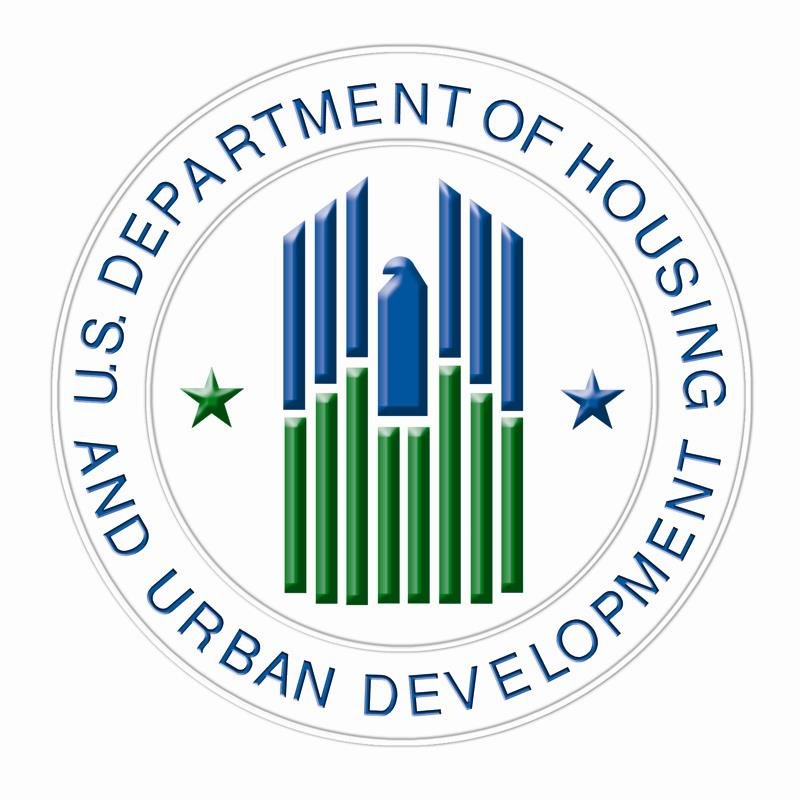 U.S. DEPARTMENT OF HOUSING
AND URBAN DEVELOPMENT